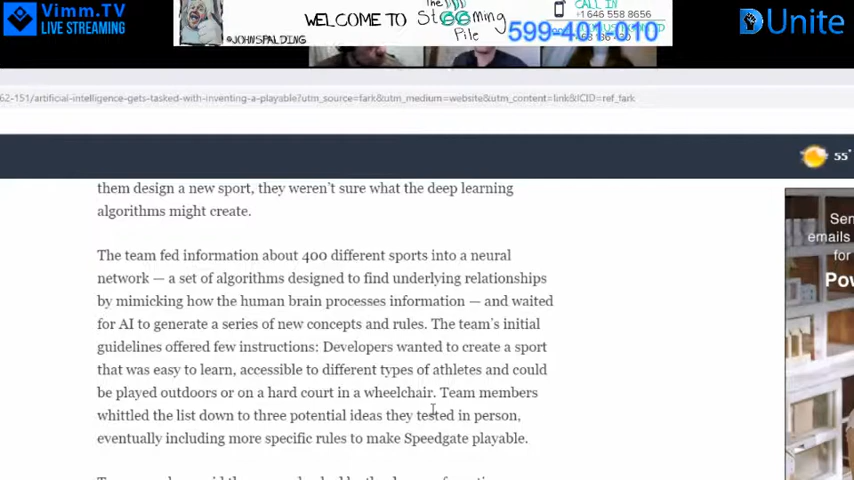 Vimm.TV
LIVE STREAMING
@JOHNSPALDING
WELCOME TO
The
Steeming
Pile
CALL IN
+1 646 558 8656
599-401-010
DUnite
62-151/artificial-intelligence-gets-tasked-with-inventing-a-playable?utm_source=fark&utm_medium=website&utm_content=link&ICID=ref_fark
55°
them design a new sport, they weren't sure what the deep learning
algorithms might create.
The team fed information about 400 different sports into a neural
network — a set of algorithms designed to find underlying relationships
by mimicking how the human brain processes information — and waited
for AI to generate a series of new concepts and rules. The team's initial
guidelines offered few instructions: Developers wanted to create a sport
that was easy to learn, accessible to different types of athletes and could
be played outdoors or on a hard court in a wheelchair. Team members
whittled the list down to three potential ideas they tested in person,
eventually including more specific rules to make Speedgate playable.
Sen
emails
for
Po